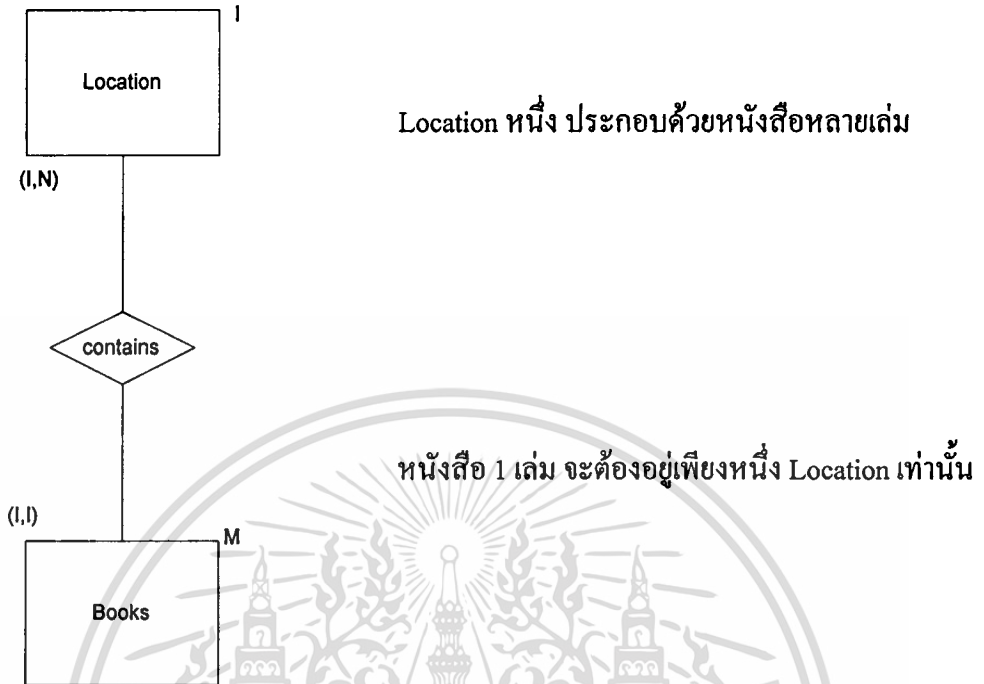 1
Location
Location หนึ่ง ประกอบด้วยหนังสือหลายเล่ม
(1,N)
contains
หนังสือ 1 เล่ม จะต้องอยู่เพียงหนึ่ง Location เท่านั้น
(1,1)
M
Books